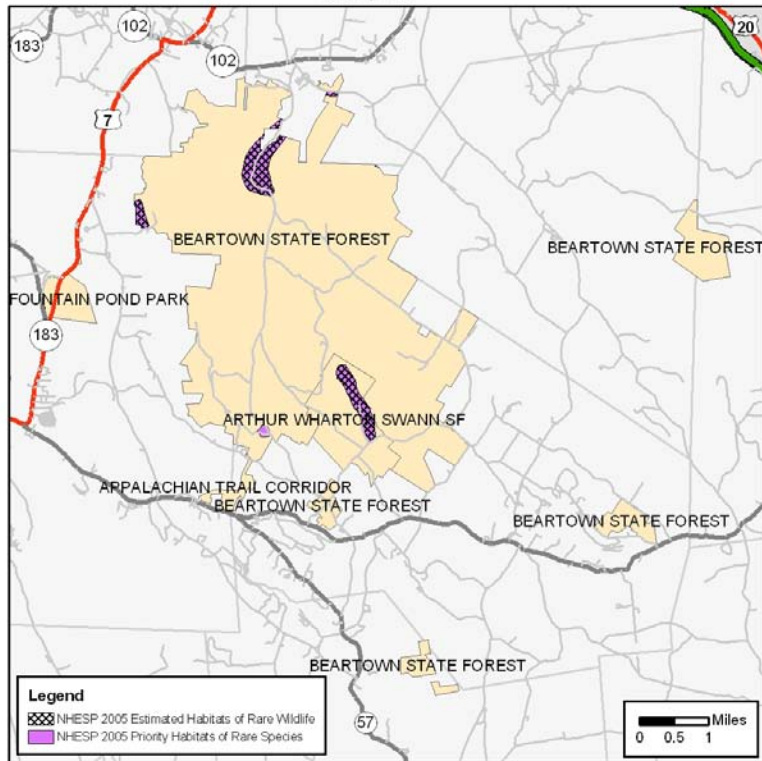 183
102
102
20
7
BEARTOWN STATE FOREST
BEARTOWN STATE FOREST
FOUNTAIN POND PARK
183
ARTHUR WHARTON SWANN SF
APPALACHIAN TRAIL CORRIDOR
BEARTOWN STATE FOREST
BEARTOWN STATE FOREST
BEARTOWN STATE FOREST
57
Legend
NHESP 2005 Estimated Habitats of Rare Wildlife
NHESP 2005 Priority Habitats of Rare Species
Miles
0 0.5 1